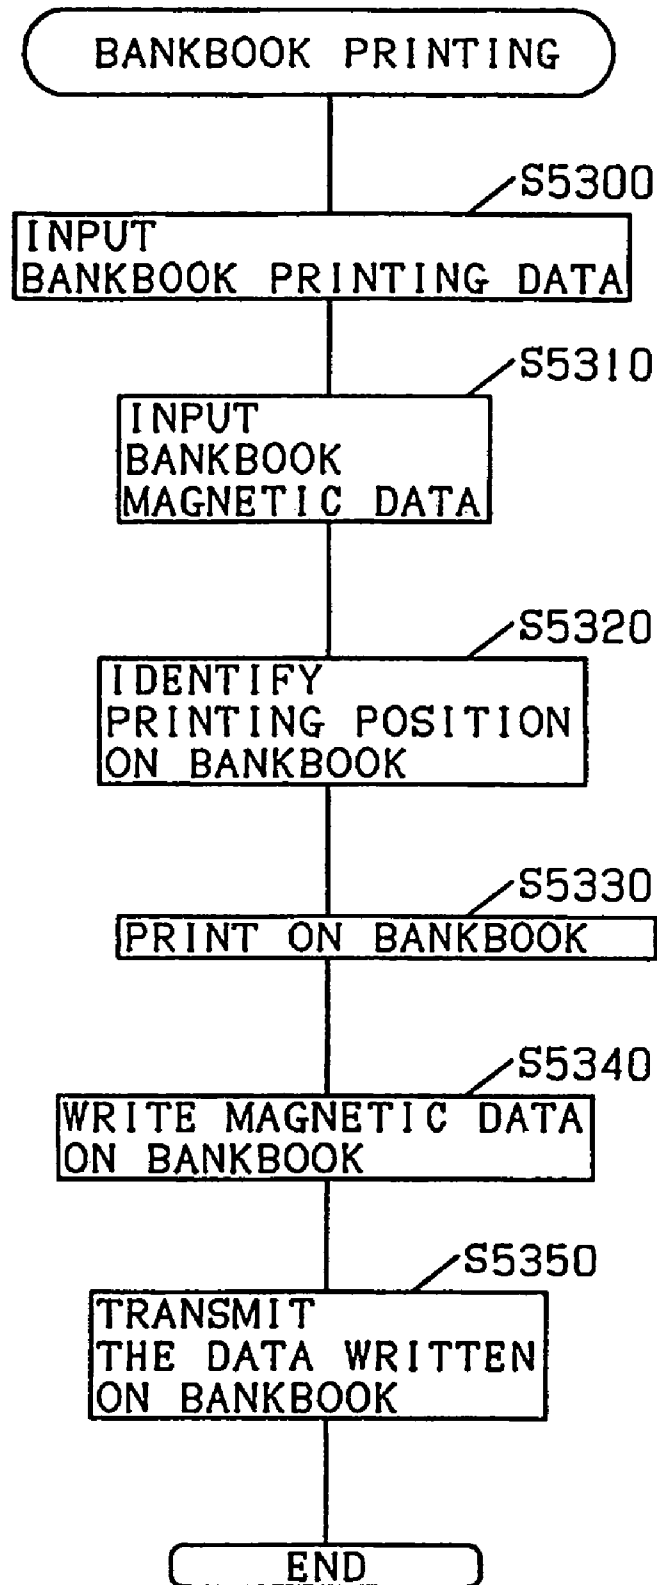 BANKBOOK PRINTING
S5300
INPUT
BANKBOOK PRINTING DATA
S5310
INPUT
BANKBOOK
MAGNETIC DATA
S5320
IDENTIFY
PRINTING POSITION
ON BANKBOOK
S5330
PRINT ON BANKBOOK
S5340
WRITE MAGNETIC DATA
ON BANKBOOK
S5350
TRANSMIT
THE DATA WRITTEN
ON BANKBOOK
END